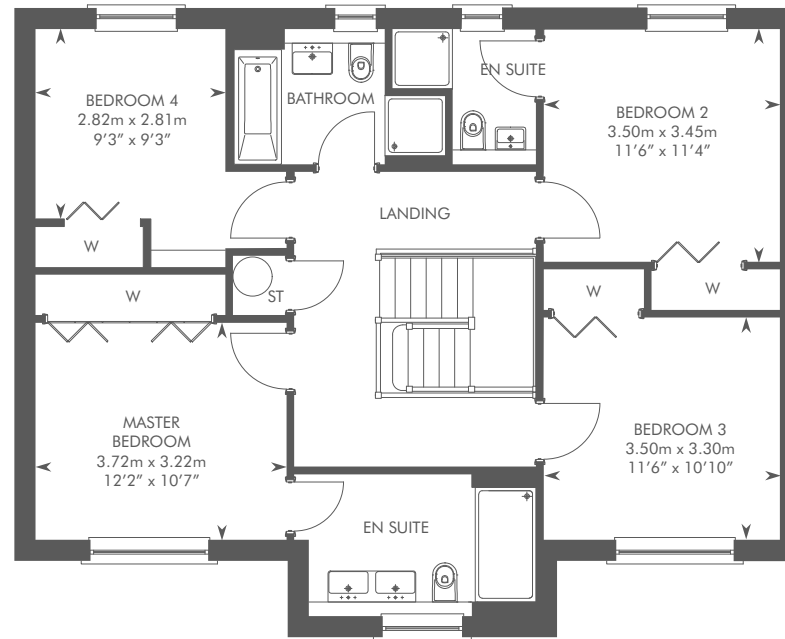 BEDROOM 4
2.82m x 2.81m
9’3” x 9’3”
BATHROOM
EN SUITE
BEDROOM 2
3.50m x 3.45m
11’6” x 11’4”
LANDING
W
W
ST
W
W
MASTER
BEDROOM
3.72m x 3.22m
12’2” x 10’7”
BEDROOM 3
3.50m x 3.30m
11’6” x 10’10”
EN SUITE